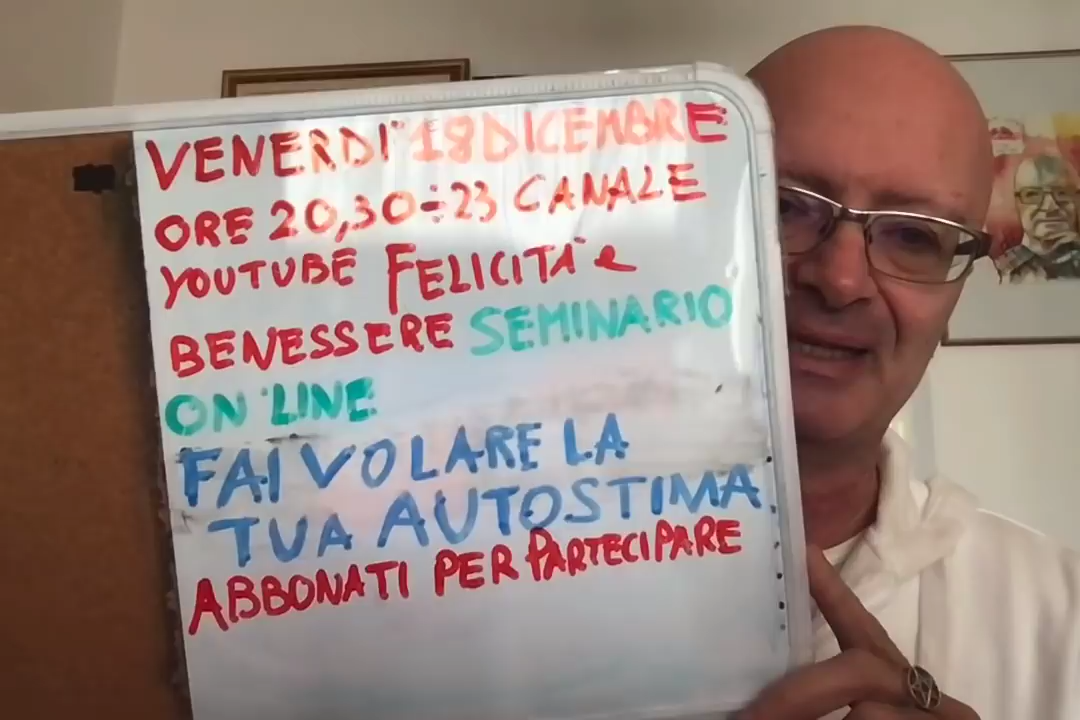 VENERDI' 18 DICEMBRE
ORE 20,30÷23 CANALE
YOUTUBE FELICITA' e
BENESSERE SEMINARIO
ON LINE
FAI VOLARE LA
TUA AUTOSTIMA
ABBONATI PER PARTECIPARE